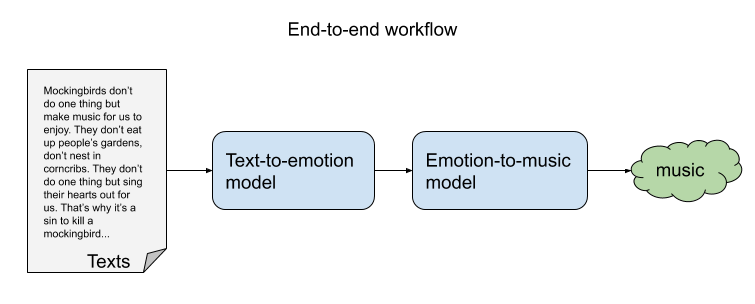 End-to-end workflow
Mockingbirds don't
do one thing but
make music for us to
enjoy. They don't eat
up people's gardens,
don't nest in
corncribs. They don't
do one thing but sing
their hearts out for
us. That's why it's a
sin to kill a
mockingbird...
Texts
Text-to-emotion
model
Emotion-to-music
model
music